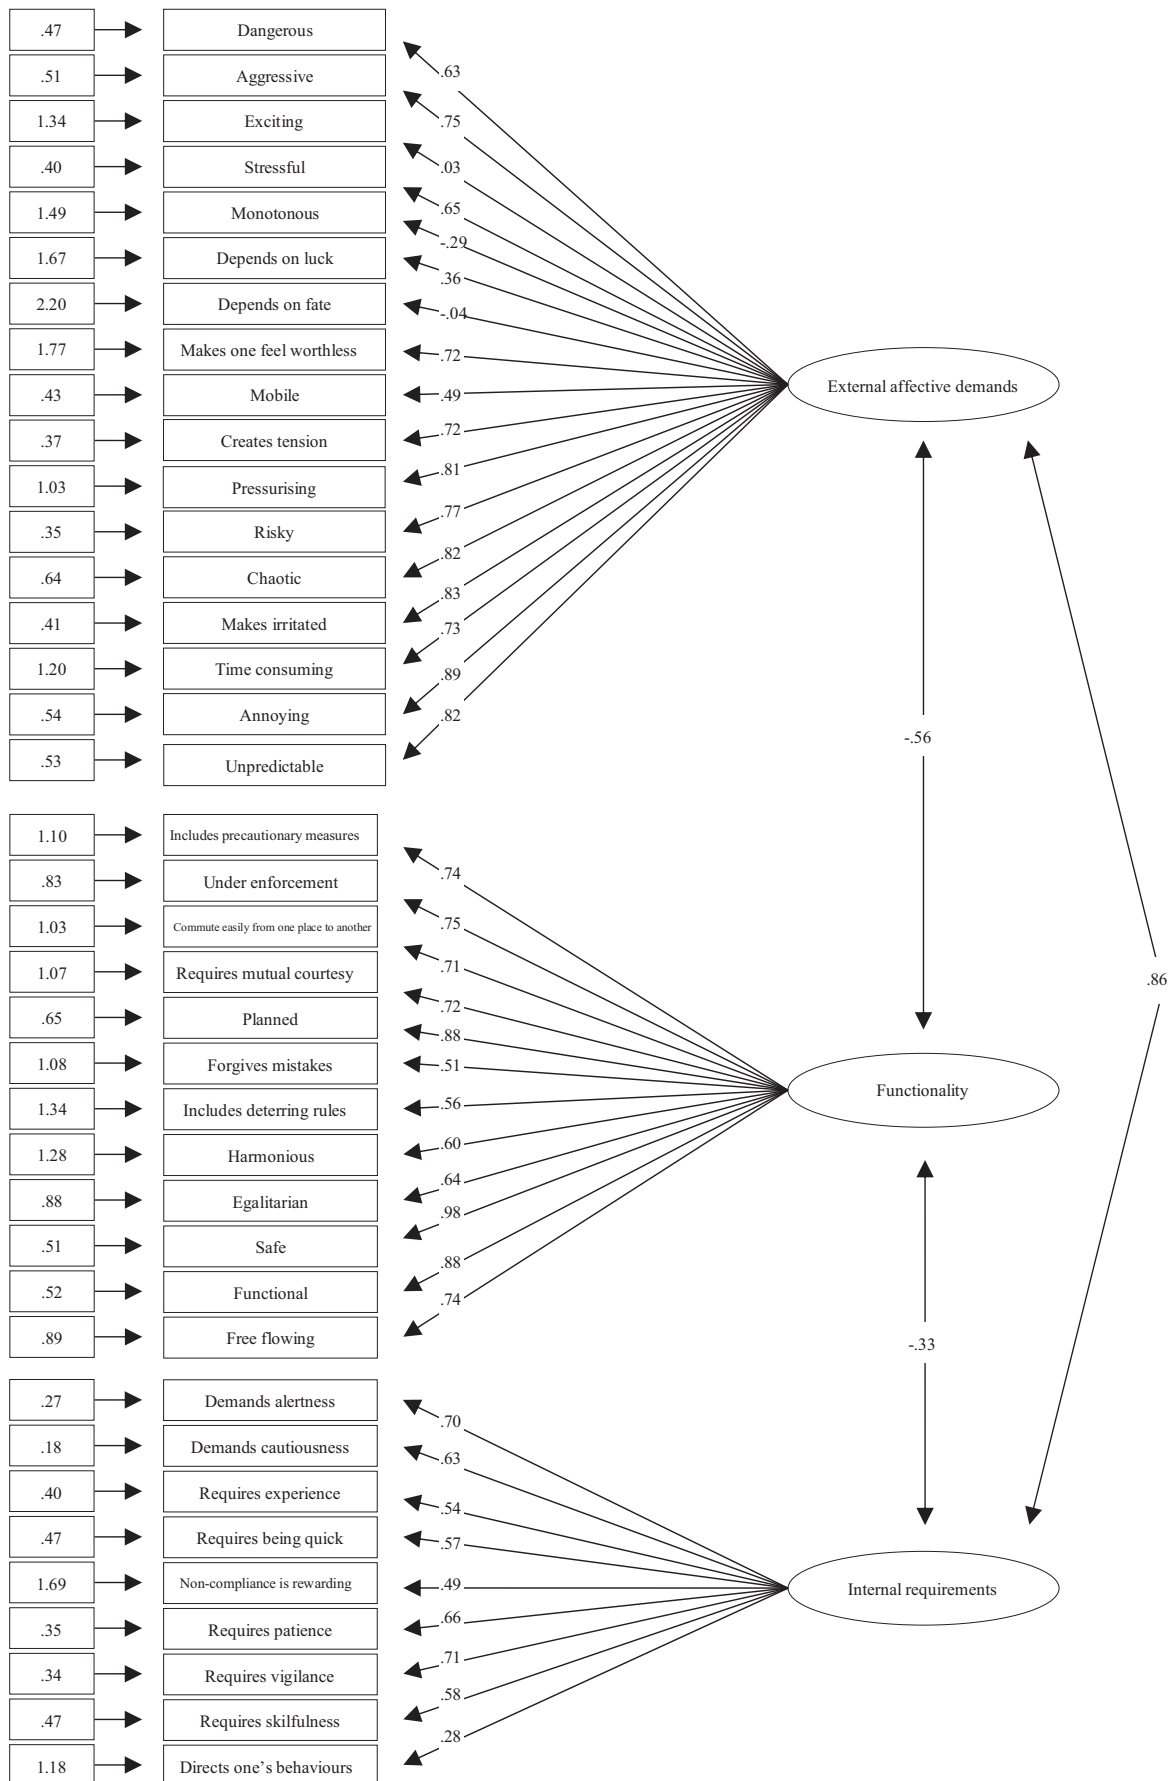 .47 Dangerous .63
.51 Aggressive .75
1.34 Exciting .03
.40 Stressful .65
1.49 Monotonous -.29
1.67 Depends on luck .36
2.20 Depends on fate -.04
1.77 Makes one feel worthless .72
.43 Mobile .49
.37 Creates tension .72
1.03 Pressurising .81
.35 Risky .77
.64 Chaotic .82
.41 Makes irritated .83
1.20 Time consuming .73
.54 Annoying .89
.53 Unpredictable .82
External affective demands
-.56
1.10 Includes precautionary measures .74
.83 Under enforcement .75
1.03 Commute easily from one place to another .71
1.07 Requires mutual courtesy .72
.65 Planned .88
1.08 Forgives mistakes .51
1.34 Includes deterring rules .56
1.28 Harmonious .60
.88 Egalitarian .64
.51 Safe .98
.52 Functional .88
.89 Free flowing .74
Functionality
.86
-.33
.27 Demands alertness .70
.18 Demands cautiousness .63
.40 Requires experience .54
.47 Requires being quick .57
1.69 Non-compliance is rewarding .49
.35 Requires patience .66
.34 Requires vigilance .71
.47 Requires skilfulness .58
1.18 Directs one’s behaviours .28
Internal requirements